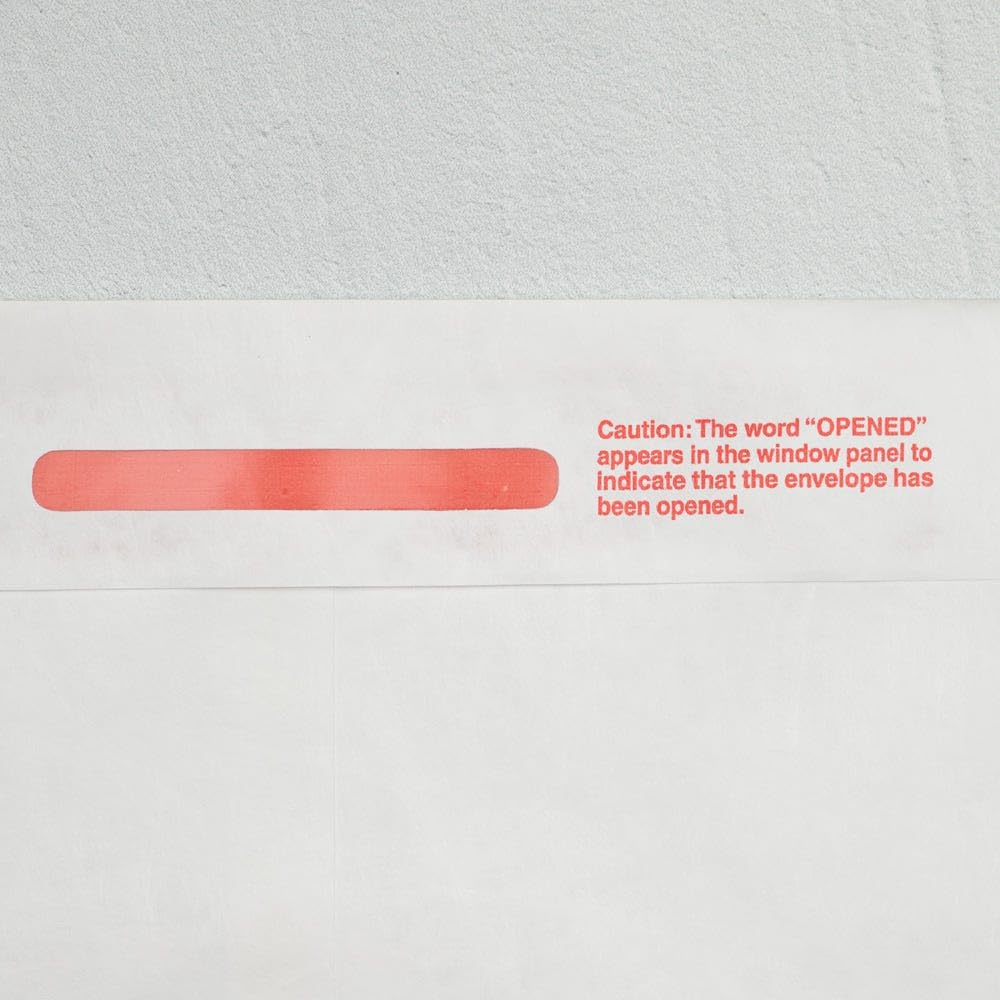 Caution: The word “OPENED”
appears in the window panel to
indicate that the envelope has
been opened.